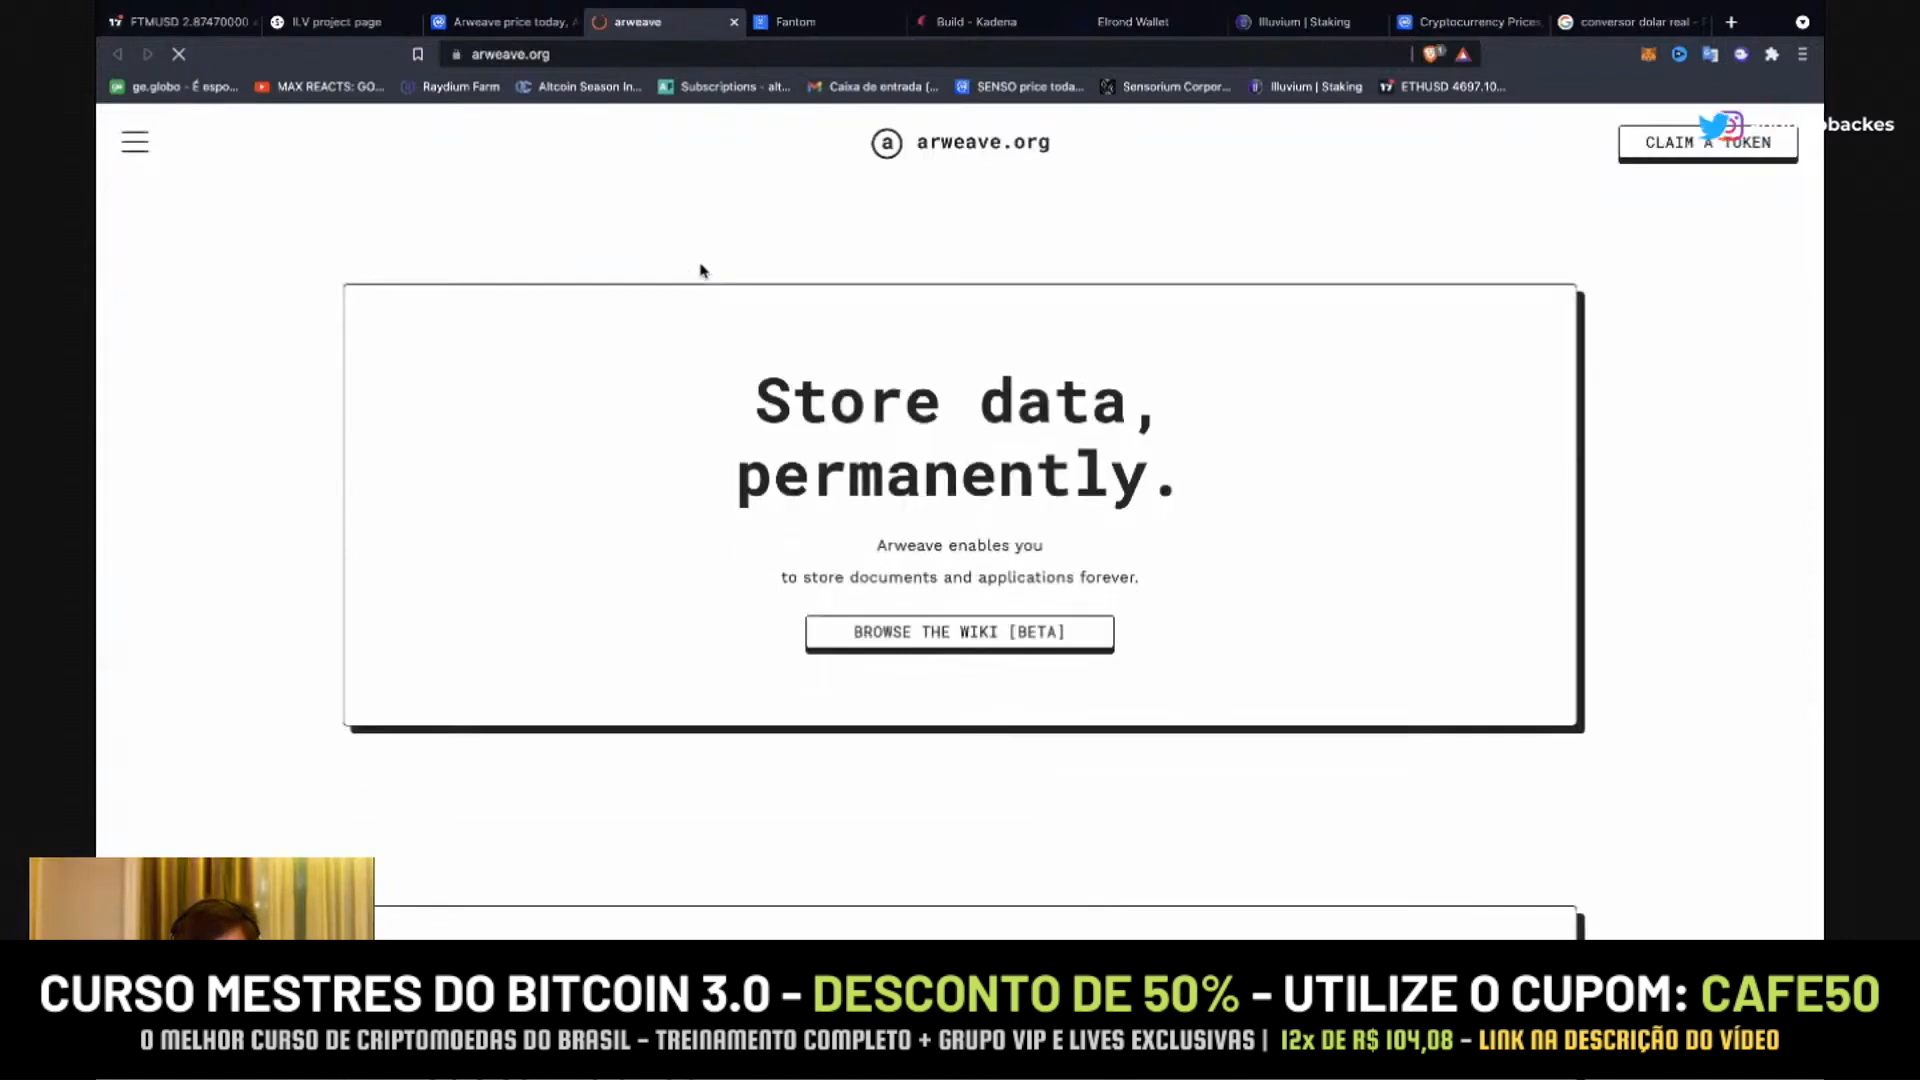 FTMUSD 2.87470000
ILV project page
Arweave price today,
arweave
Fantom
Build - Kadena
Elrond Wallet
Illuvium | Staking
Cryptocurrency Prices,
conversor dolar real -
arweave.org
ge.globo - É espo...
MAX REACTS: GO...
Raydium Farm
Altcoin Season In...
Subscriptions - alt...
Caixa de entrada (...
SENSO price toda...
Sensorium Corpor...
Illuvium | Staking
ETHUSD 4697.10...
a arweave.org
CLAIM A TOKEN
backes
Store data,
permanently.
Arweave enables you
to store documents and applications forever.
BROWSE THE WIKI [BETA]
CURSO MESTRES DO BITCOIN 3.0 - DESCONTO DE 50% - UTILIZE O CUPOM: CAFE50
O MELHOR CURSO DE CRIPTOMOEDAS DO BRASIL - TREINAMENTO COMPLETO + GRUPO VIP E LIVES EXCLUSIVAS | 12x DE R$ 104,08 - LINK NA DESCRIÇÃO DO VÍDEO